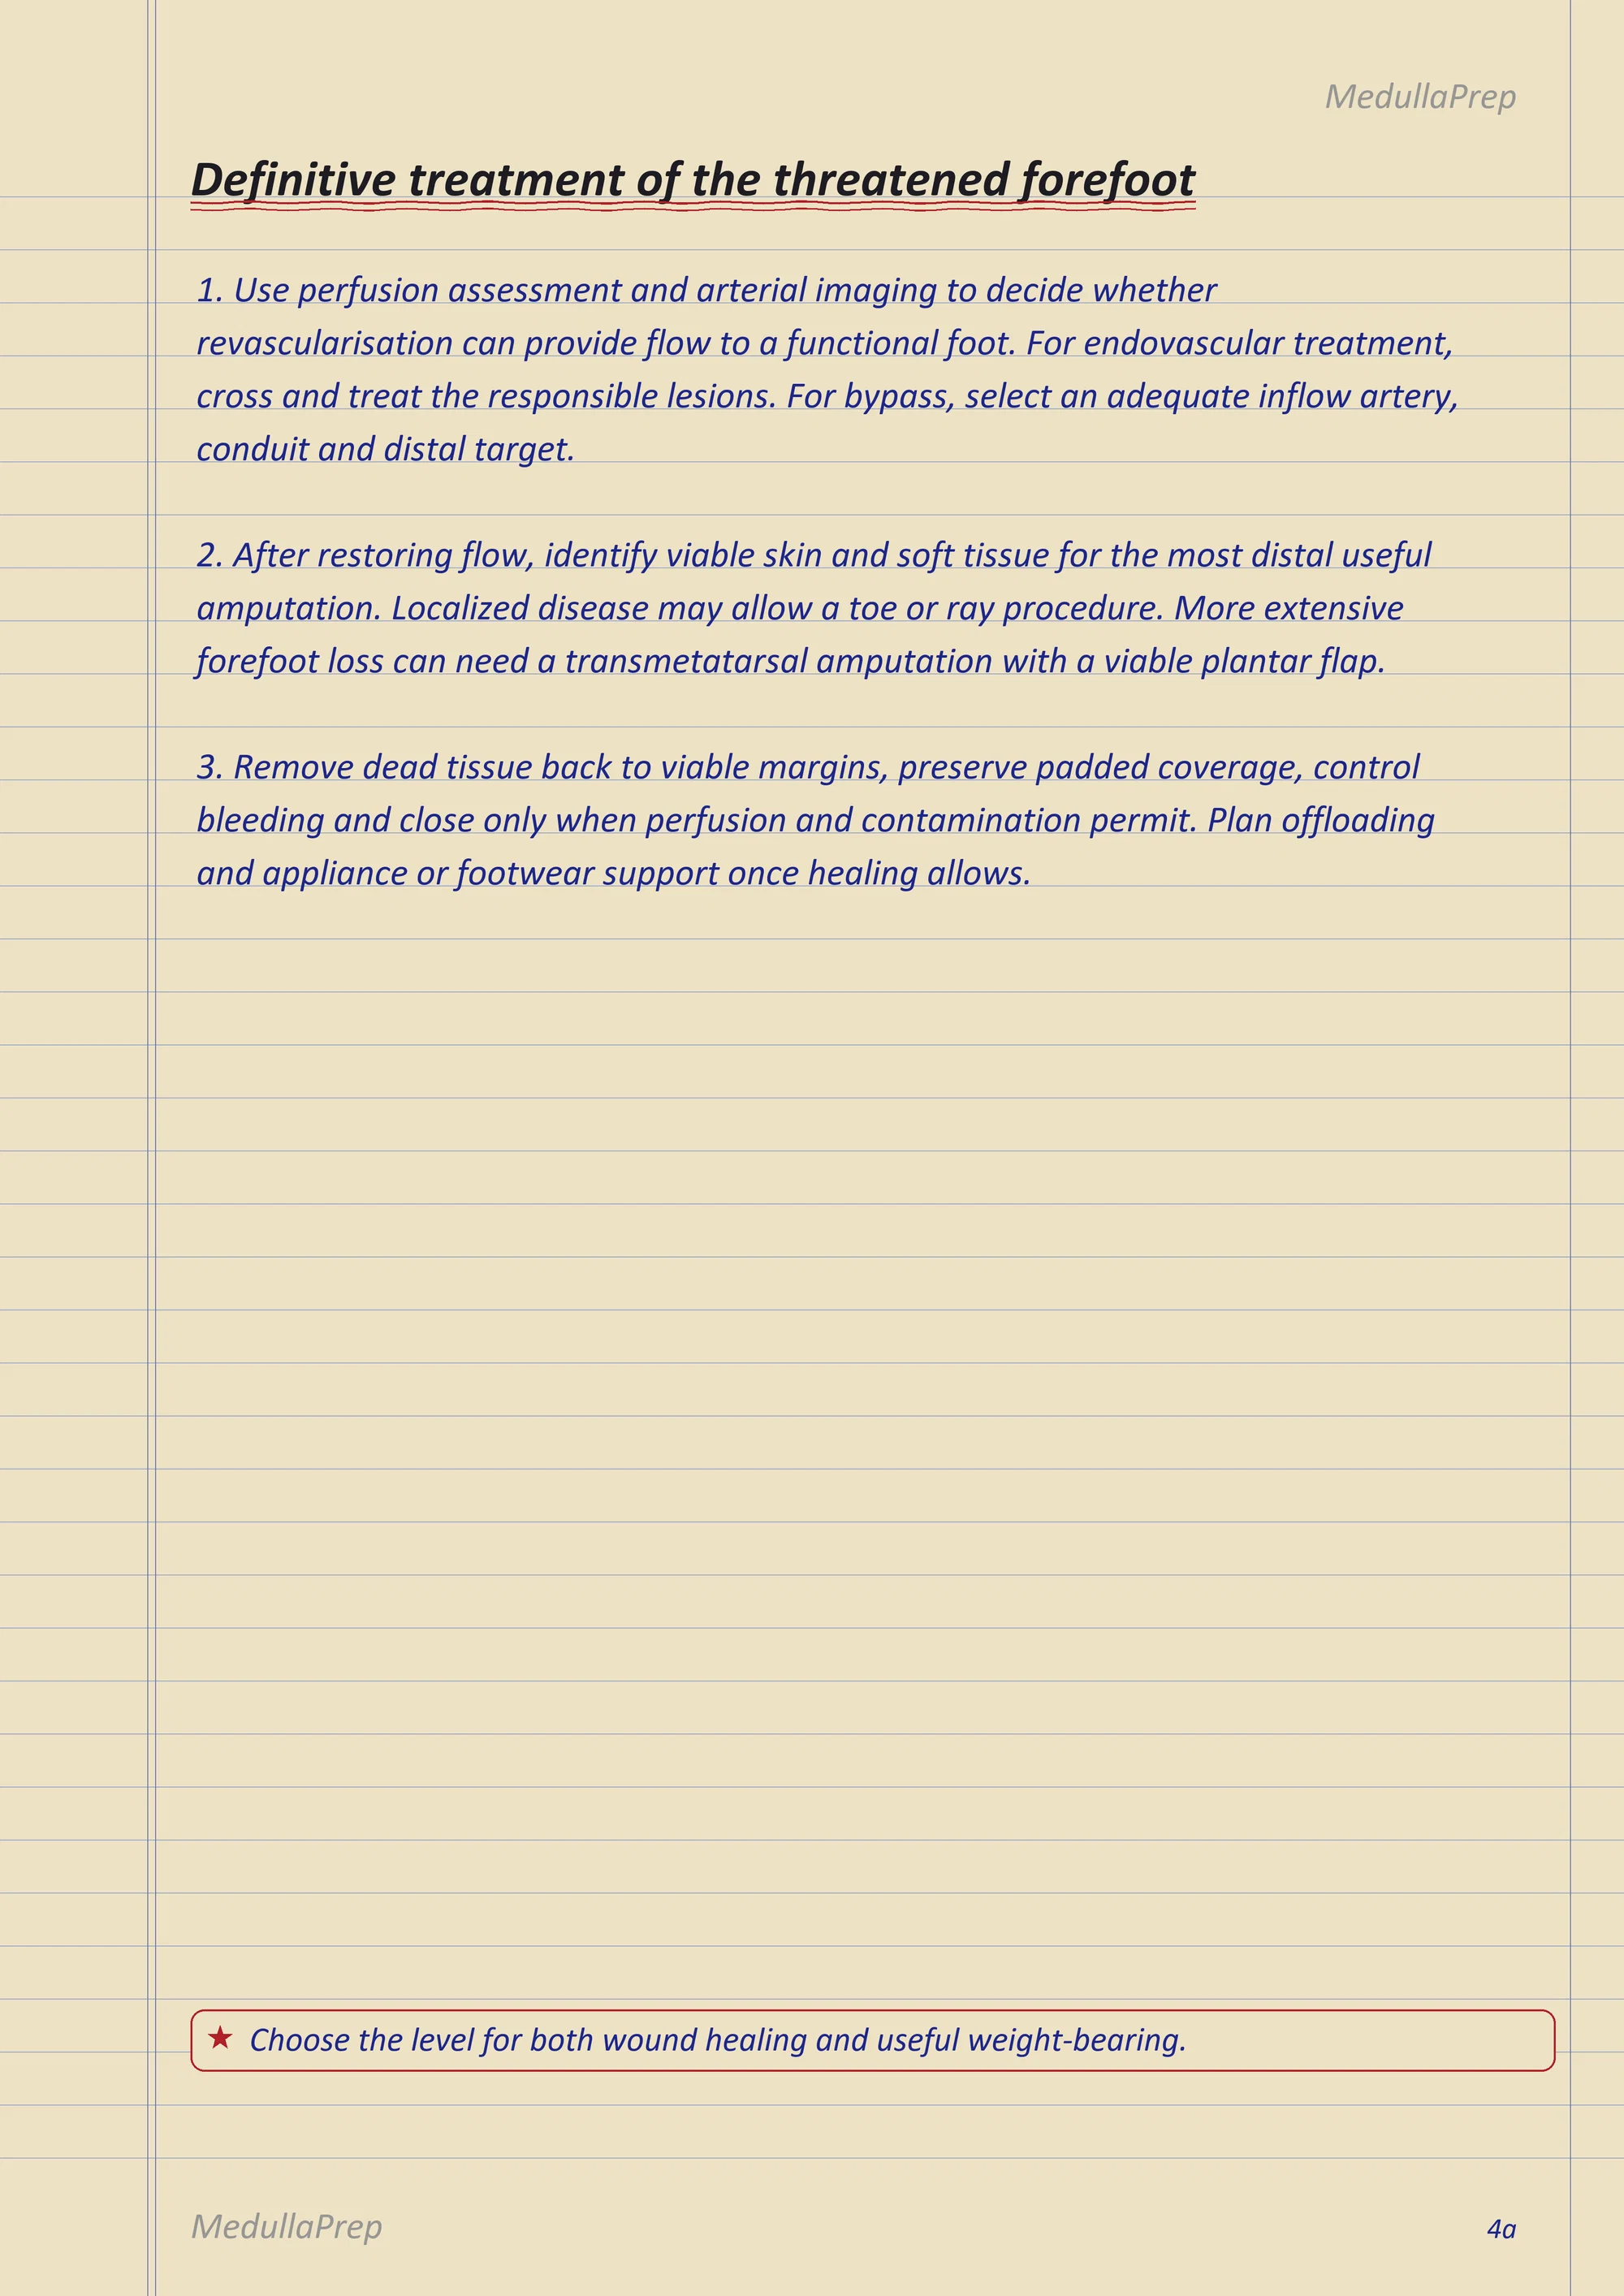 MedullaPrep
Definitive treatment of the threatened forefoot
1. Use perfusion assessment and arterial imaging to decide whether
revascularisation can provide flow to a functional foot. For endovascular treatment,
cross and treat the responsible lesions. For bypass, select an adequate inflow artery,
conduit and distal target.
2. After restoring flow, identify viable skin and soft tissue for the most distal useful
amputation. Localized disease may allow a toe or ray procedure. More extensive
forefoot loss can need a transmetatarsal amputation with a viable plantar flap.
3. Remove dead tissue back to viable margins, preserve padded coverage, control
bleeding and close only when perfusion and contamination permit. Plan offloading
and appliance or footwear support once healing allows.
★ Choose the level for both wound healing and useful weight-bearing.
MedullaPrep
4a